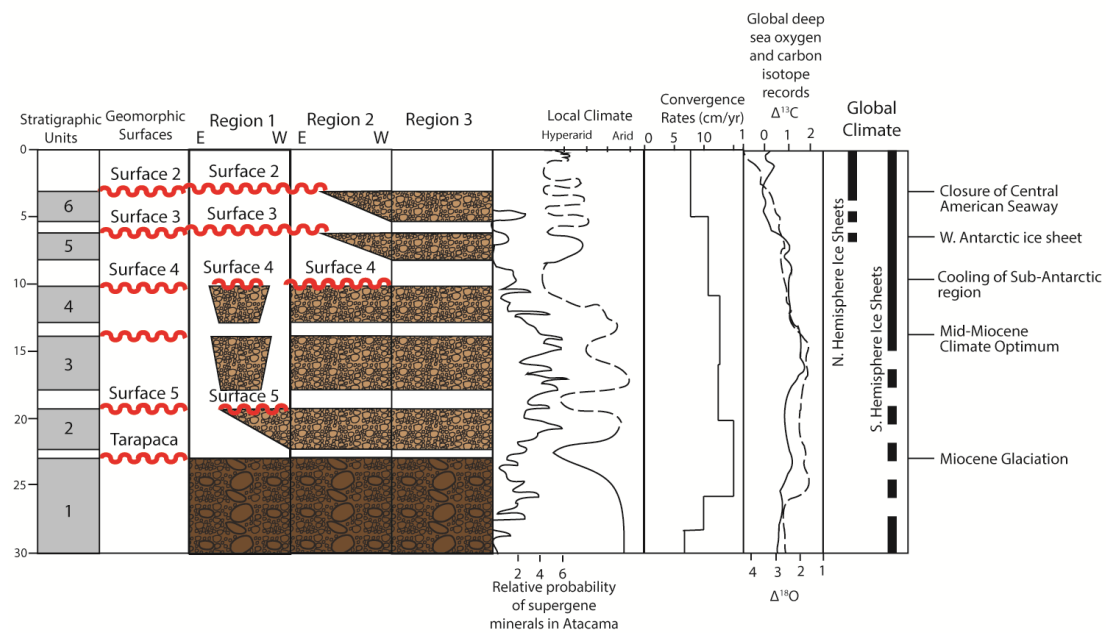 Global deep
sea oxygen
and carbon
isotope
records
Δ13C
0 1 2
Stratigraphic
Units
Geomorphic
Surfaces
Region 1
E W
Region 2
E W
Region 3
Local Climate
Hyperarid Arid
Convergence
Rates (cm/yr)
0 5 10 1
Global
Climate
0
5
10
15
20
25
30
6
5
4
3
2
1
Surface 2
Surface 3
Surface 4
Surface 5
Tarapaca
Surface 2
Surface 3
Surface 4
Surface 4
Surface 5
N. Hemisphere Ice Sheets
S. Hemisphere Ice Sheets
Closure of Central
American Seaway
W. Antarctic ice sheet
Cooling of Sub-Antarctic
region
Mid-Miocene
Climate Optimum
Miocene Glaciation
2 4 6
Relative probability
of supergene
minerals in Atacama
4 3 2 1
Δ18O